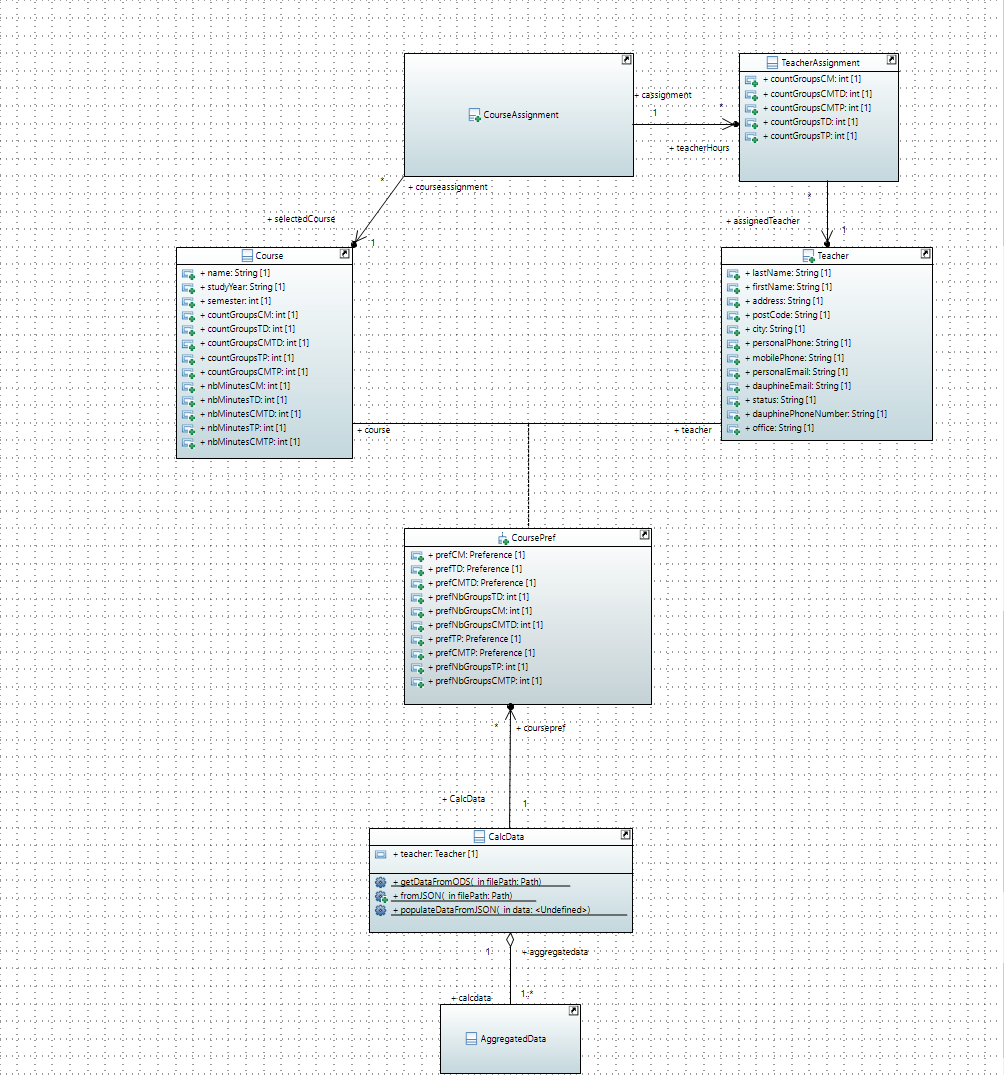 CourseAssignment
TeacherAssignment
+ countGroupsCM: int [1]
+ countGroupsCMTD: int [1]
+ countGroupsCMTP: int [1]
+ countGroupsTD: int [1]
+ countGroupsTP: int [1]
+ cassignment
1
*
+ teacherHours
*
+ courseassignment
+ selectedCourse
1
*
+ assignedTeacher
1
Course
+ name: String [1]
+ studyYear: String [1]
+ semester: int [1]
+ countGroupsCM: int [1]
+ countGroupsTD: int [1]
+ countGroupsCMTD: int [1]
+ countGroupsTP: int [1]
+ countGroupsCMTP: int [1]
+ nbMinutesCM: int [1]
+ nbMinutesTD: int [1]
+ nbMinutesCMTD: int [1]
+ nbMinutesTP: int [1]
+ nbMinutesCMTP: int [1]
Teacher
+ lastName: String [1]
+ firstName: String [1]
+ address: String [1]
+ postCode: String [1]
+ city: String [1]
+ personalPhone: String [1]
+ mobilePhone: String [1]
+ personalEmail: String [1]
+ dauphineEmail: String [1]
+ status: String [1]
+ dauphinePhoneNumber: String [1]
+ office: String [1]
+ course
+ teacher
CoursePref
+ prefCM: Preference [1]
+ prefTD: Preference [1]
+ prefCMTD: Preference [1]
+ prefNbGroupsTD: int [1]
+ prefNbGroupsCM: int [1]
+ prefNbGroupsCMTD: int [1]
+ prefTP: Preference [1]
+ prefCMTP: Preference [1]
+ prefNbGroupsTP: int [1]
+ prefNbGroupsCMTP: int [1]
*
+ coursepref
+ CalcData
1
CalcData
+ teacher: Teacher [1]
+ getDataFromODS( in filePath: Path)
+ fromJSON( in filePath: Path)
+ populateDataFromJSON( in data: <Undefined>)
1
+ aggregatedata
+ calcdata
1..*
AggregatedData